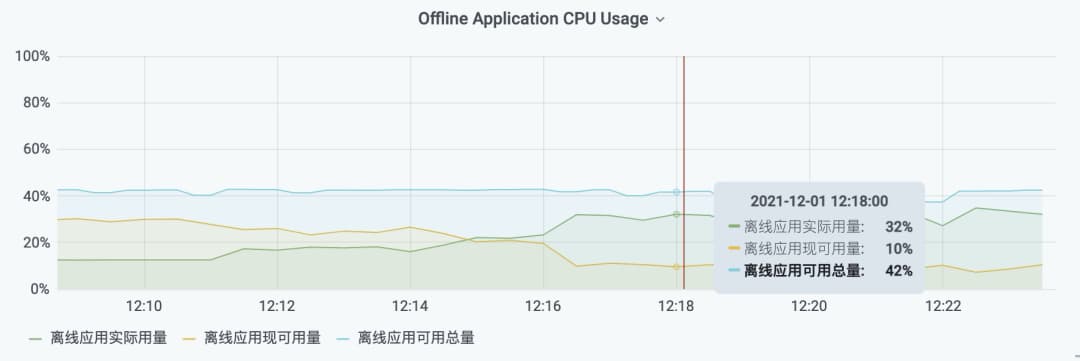 Offline Application CPU Usage
100%
80%
60%
40%
20%
0%
2021-12-01 12:18:00
离线应用实际用量: 32%
离线应用现可用量: 10%
离线应用可用总量: 42%
12:10 12:12 12:14 12:16 12:18 12:20 12:22
离线应用实际用量 离线应用现可用量 离线应用可用总量